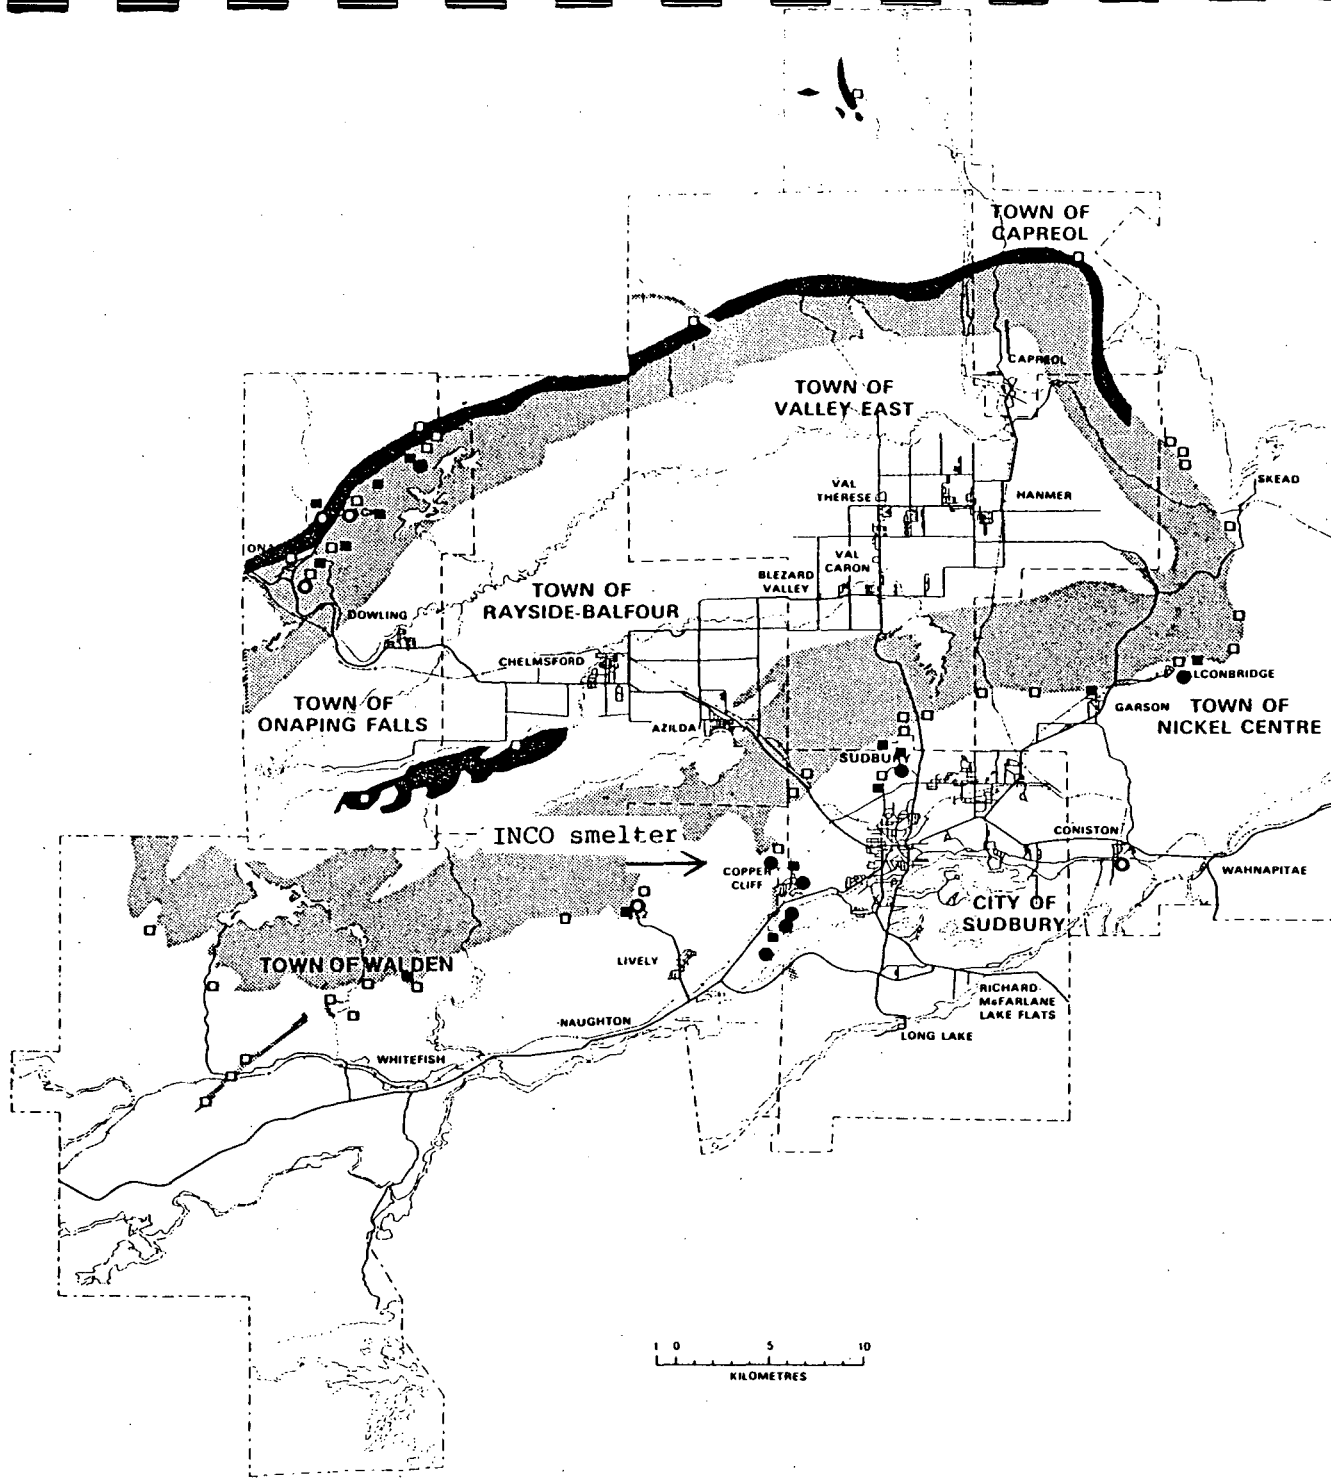 TOWN OF
CAPREOL
CAPREOL
TOWN OF
VALLEY EAST
VAL
THERESE
HANMER
SKEAD
VAL
CARON
BLEZARD
VALLEY
TOWN OF
RAYSIDE-BALFOUR
DOWLING
CHELMSFORD
LCONBRIDGE
TOWN OF
ONAPING FALLS
GARSON
TOWN OF
NICKEL CENTRE
AZILDA
SUDBURY
INCO smelter
CONISTON
COPPER
CLIFF
WAHNAPITAE
CITY OF
SUDBURY
TOWN OF WALDEN
LIVELY
RICHARD
McFARLANE
LAKE FLATS
NAUGHTON
LONG LAKE
WHITEFISH
1 0 5 10
KILOMETRES